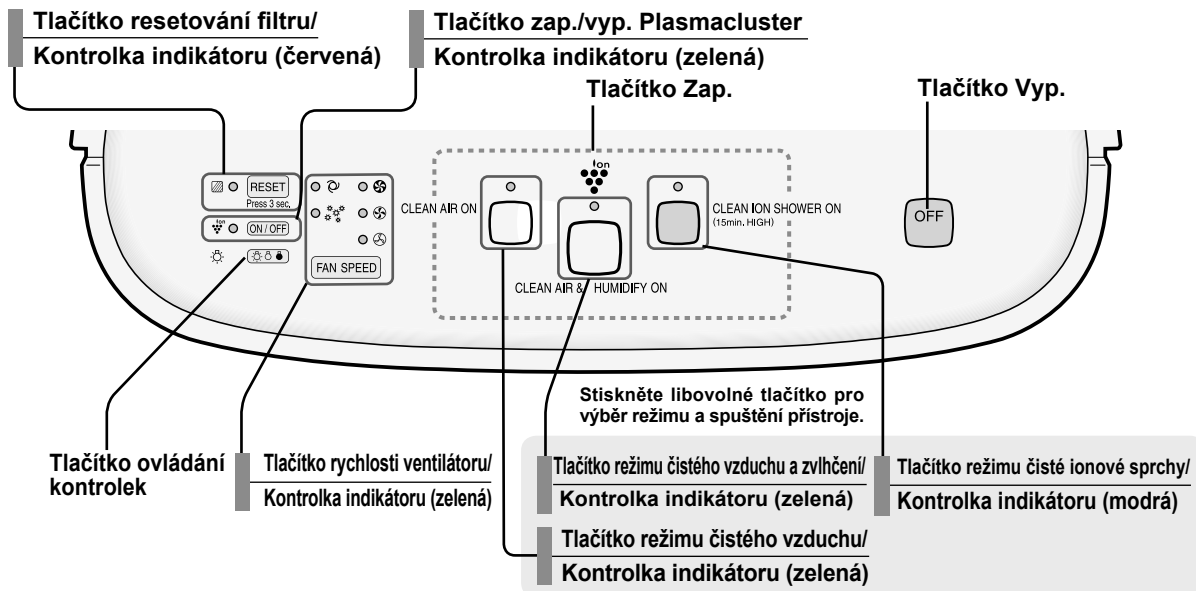 Tlačítko resetování filtru/
Kontrolka indikátoru (červená)
Tlačítko zap./vyp. Plasmacluster
Kontrolka indikátoru (zelená)
Tlačítko Zap.
Tlačítko Vyp.
RESET
Press 3 sec.
ion
ON / OFF
FAN SPEED
CLEAN AIR ON
ion
CLEAN AIR & HUMIDIFY ON
CLEAN ION SHOWER ON
(15min. HIGH)
OFF
Stiskněte libovolné tlačítko pro
výběr režimu a spuštění přístroje.
Tlačítko ovládání
kontrolek
Tlačítko rychlosti ventilátoru/
Kontrolka indikátoru (zelená)
Tlačítko režimu čistého vzduchu a zvlhčení/
Kontrolka indikátoru (zelená)
Tlačítko režimu čisté ionové sprchy/
Kontrolka indikátoru (modrá)
Tlačítko režimu čistého vzduchu/
Kontrolka indikátoru (zelená)